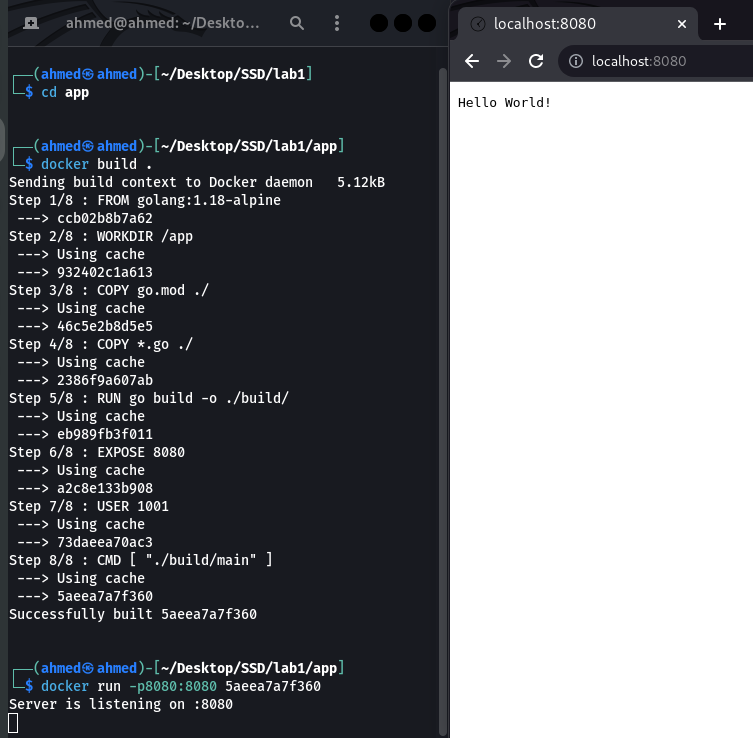 ahmed@ahmed: ~/Deskto...
┌──(ahmed㉿ahmed)-[~/Desktop/SSD/lab1]
└─$ cd app
┌──(ahmed㉿ahmed)-[~/Desktop/SSD/lab1/app]
└─$ docker build .
Sending build context to Docker daemon   5.12kB
Step 1/8 : FROM golang:1.18-alpine
 ---> ccb02b8b7a62
Step 2/8 : WORKDIR /app
 ---> Using cache
 ---> 932402c1a613
Step 3/8 : COPY go.mod ./
 ---> Using cache
 ---> 46c5e2b8d5e5
Step 4/8 : COPY *.go ./
 ---> Using cache
 ---> 2386f9a607ab
Step 5/8 : RUN go build -o ./build/
 ---> Using cache
 ---> eb989fb3f011
Step 6/8 : EXPOSE 8080
 ---> Using cache
 ---> a2c8e133b908
Step 7/8 : USER 1001
 ---> Using cache
 ---> 73daeea70ac3
Step 8/8 : CMD [ "./build/main" ]
 ---> Using cache
 ---> 5aeea7a7f360
Successfully built 5aeea7a7f360
┌──(ahmed㉿ahmed)-[~/Desktop/SSD/lab1/app]
└─$ docker run -p8080:8080 5aeea7a7f360
Server is listening on :8080
localhost:8080
localhost:8080
Hello World!